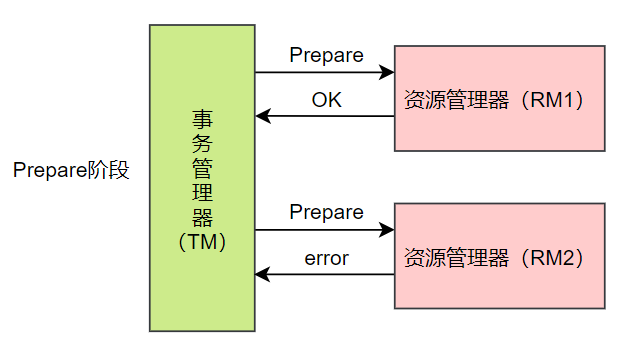 Prepare阶段
事
务
管
理
器
（TM）
Prepare
OK
资源管理器（RM1）
Prepare
error
资源管理器（RM2）